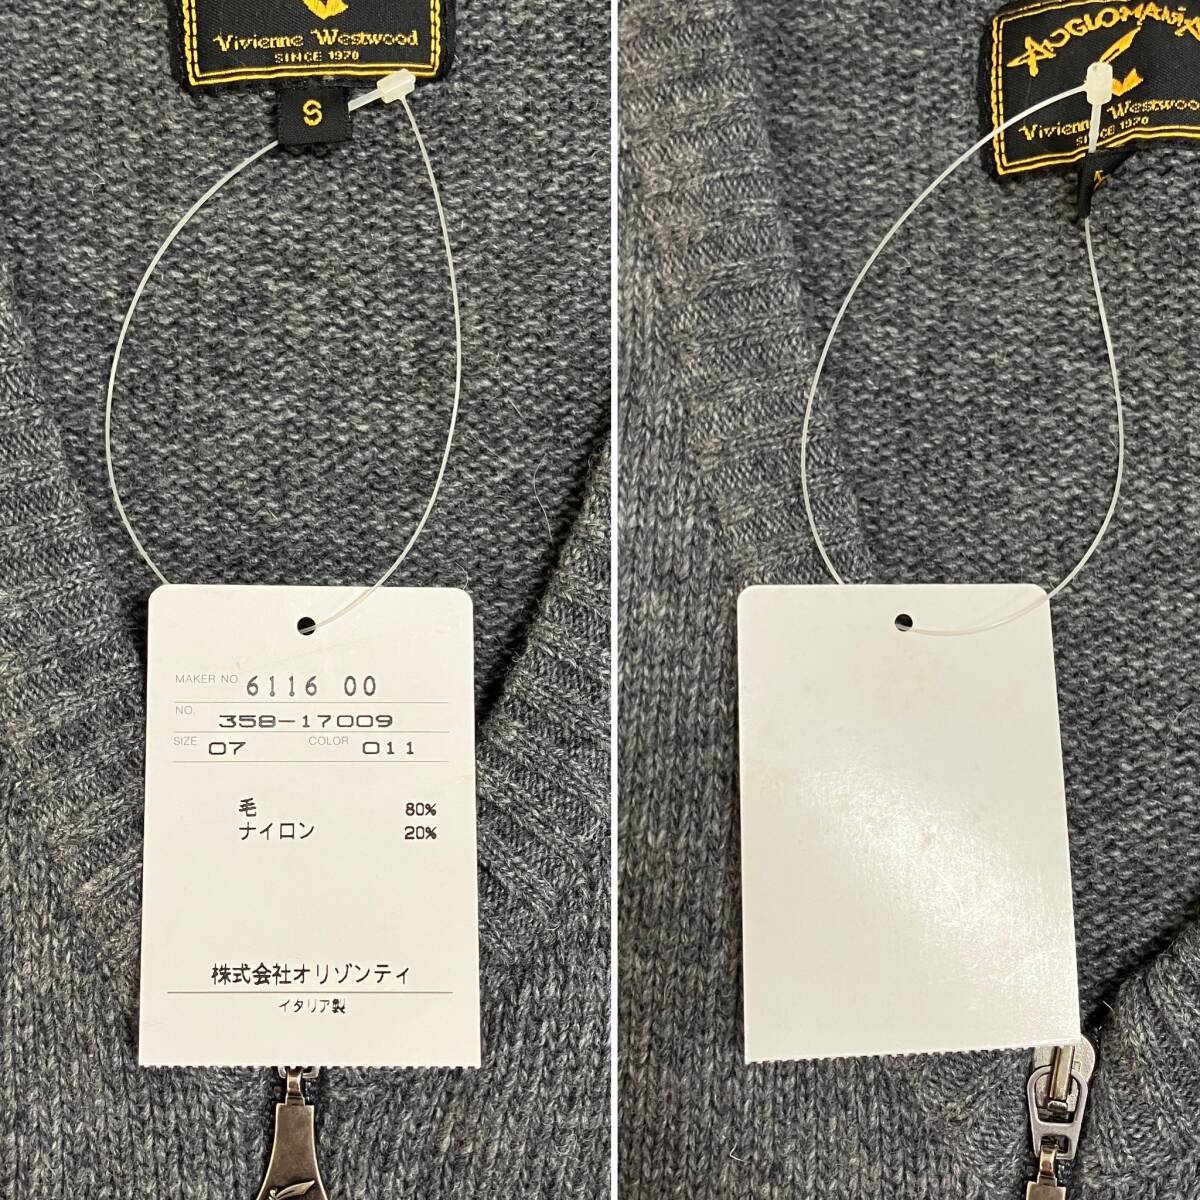 Vivienne Westwood
SINCE 1970
S
MAKER NO. 6116 00
NO. 358-17009
SIZE 07 COLOR 011
毛 80%
ナイロン 20%
株式会社オリゾンティ
イタリア製
ANGLOMANIA
Vivienne Westwood
SINCE 1970